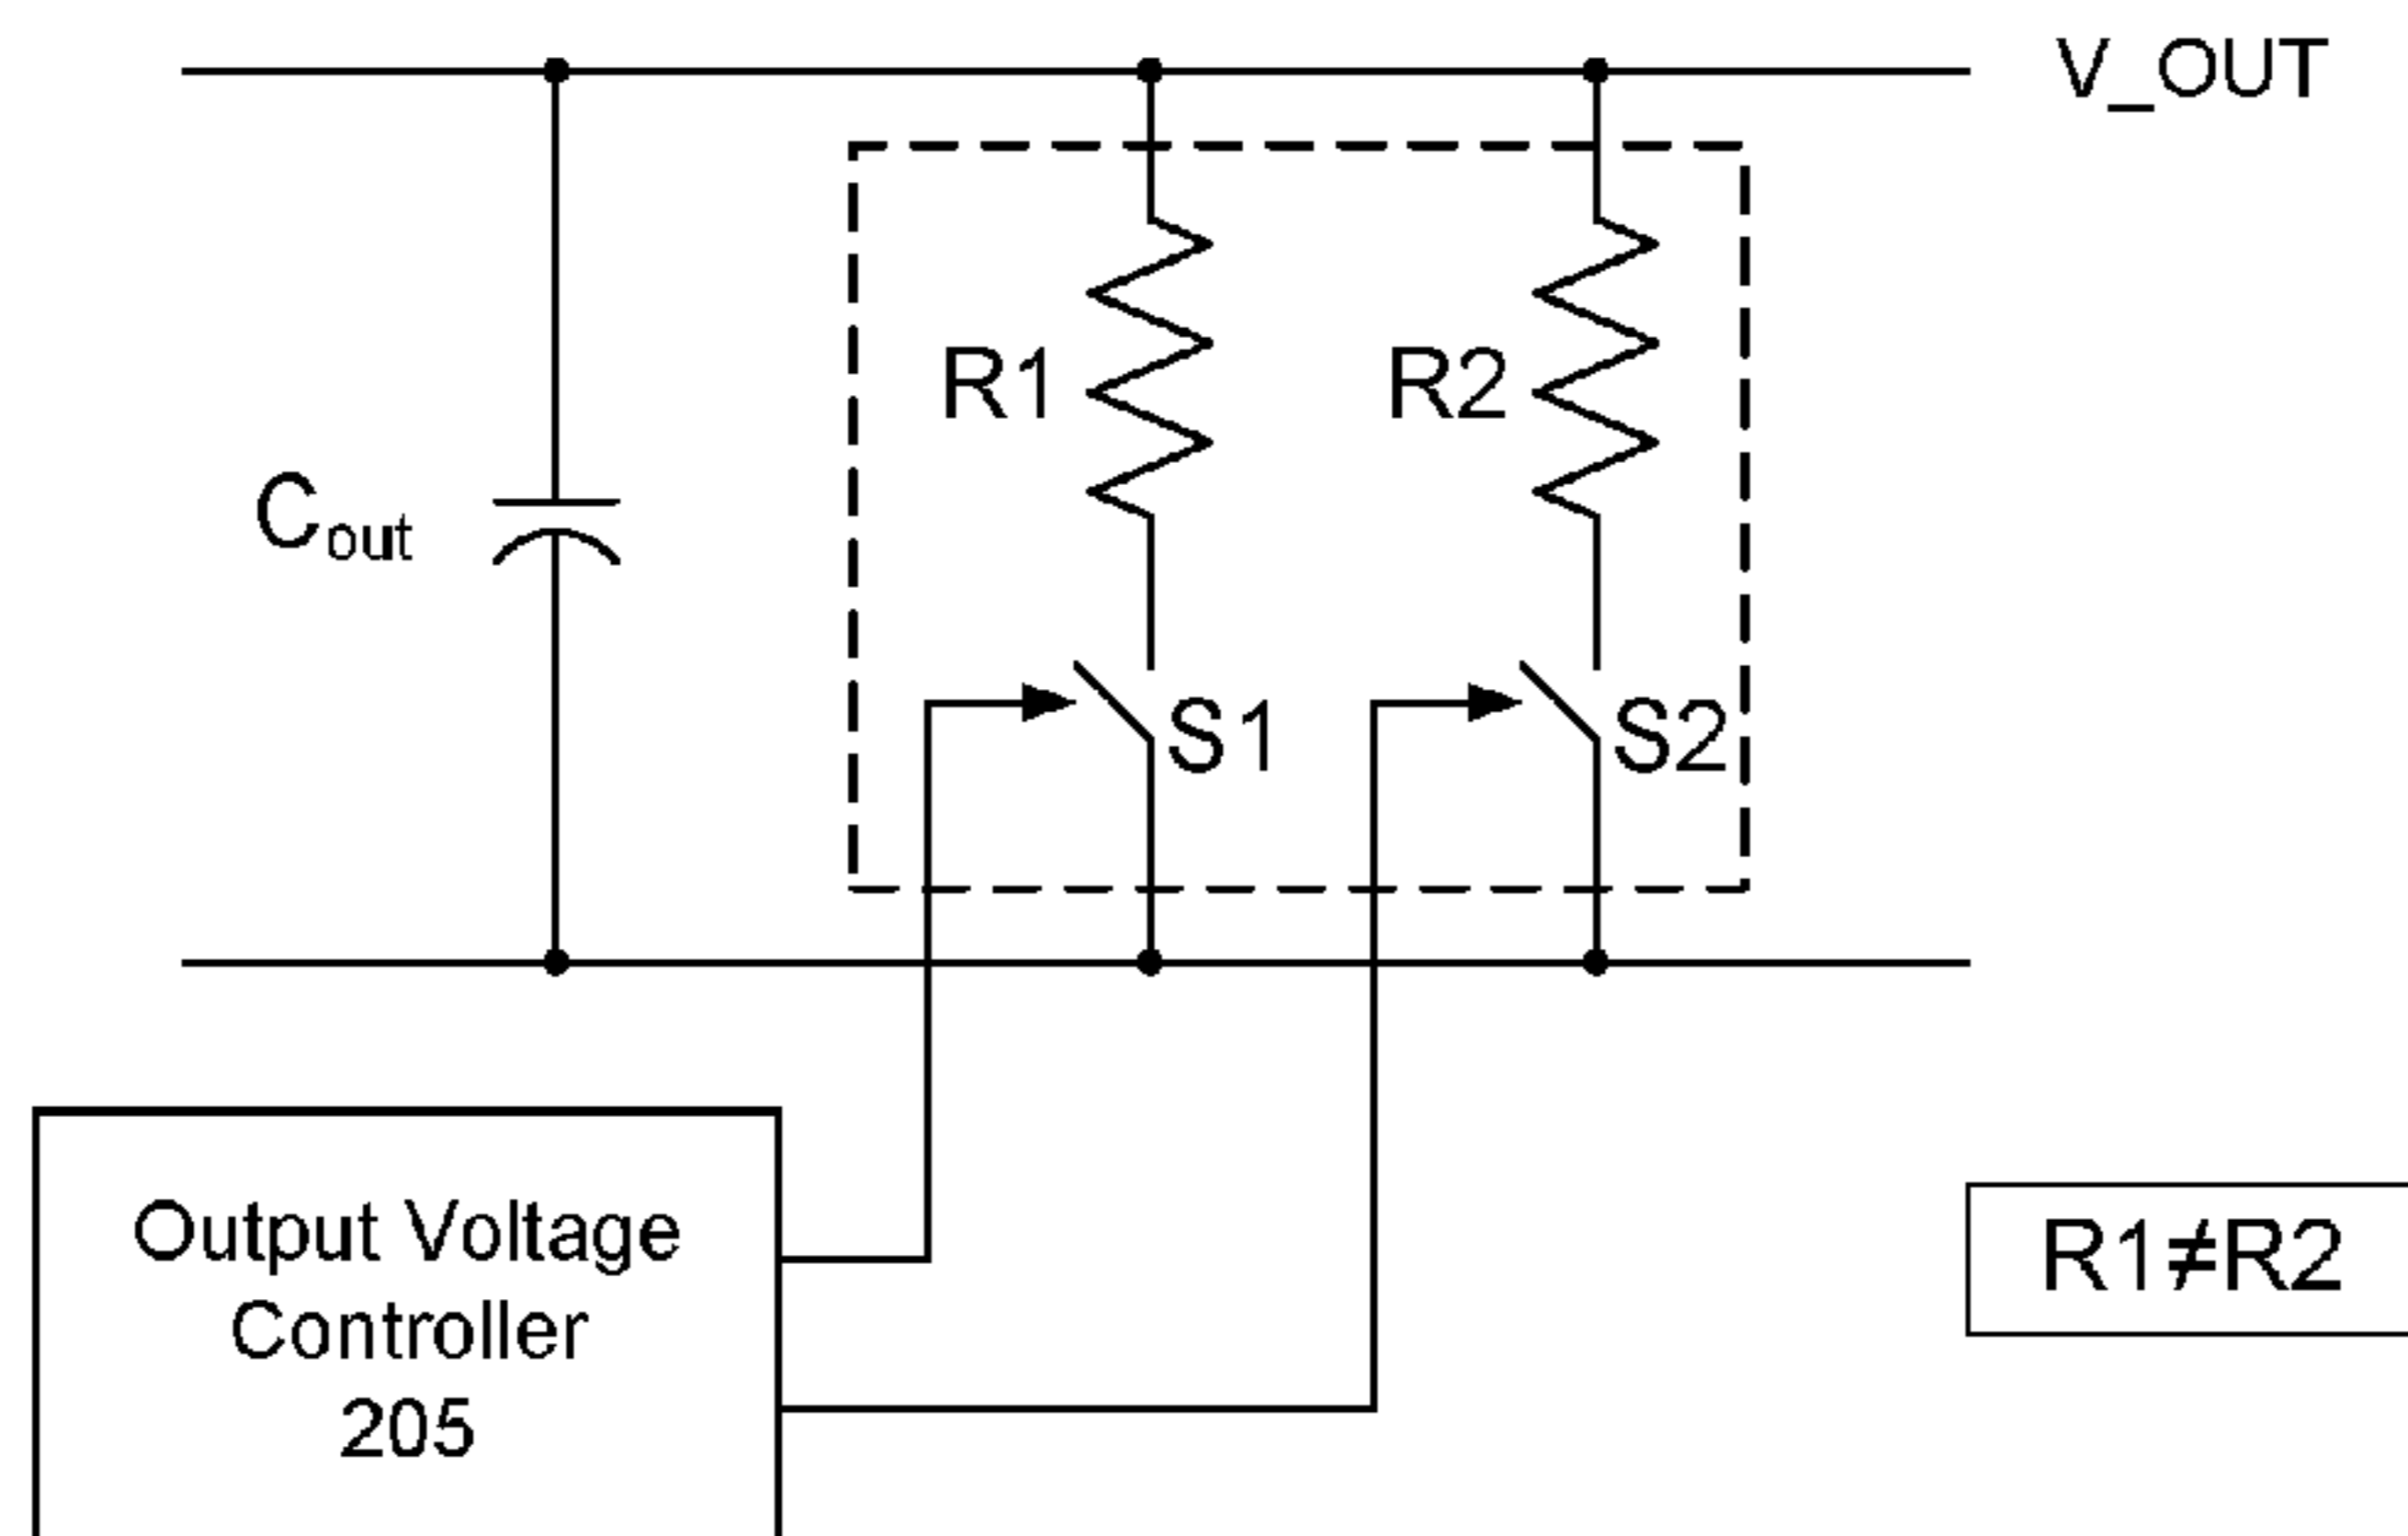 V_OUT
R1
R2
Cout
S1
S2
Output Voltage
Controller
205
R1≠R2